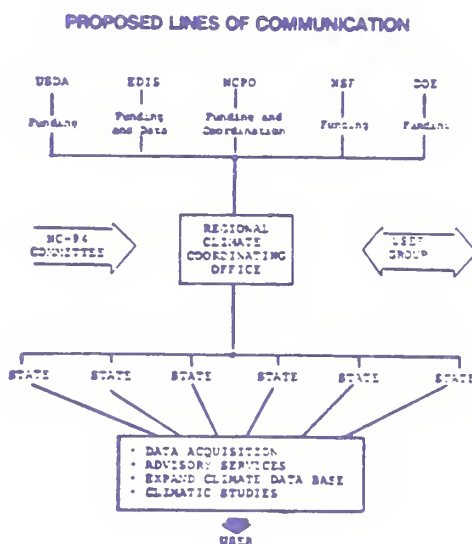 PROPOSED LINES OF COMMUNICATION
USDA EDIS NCPO NSF DOE
Funding Funding and Data Funding and Coordination Funding Funding
NC-94
COMMITTEE
REGIONAL
CLIMATE
COORDINATING
OFFICE
USER
GROUP
STATE STATE STATE STATE STATE STATE
• DATA ACQUISITION
• ADVISORY SERVICES
• EXPAND CLIMATE DATA BASE
• CLIMATIC STUDIES
USER